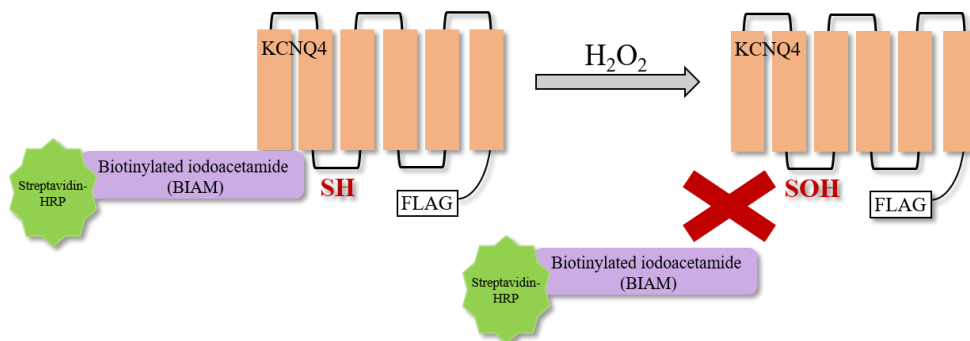 KCNQ4
H₂O₂
KCNQ4
Biotinylated iodoacetamide
(BIAM)
Streptavidin-
HRP
SH
FLAG
SOH
FLAG
Biotinylated iodoacetamide
(BIAM)
Streptavidin-
HRP